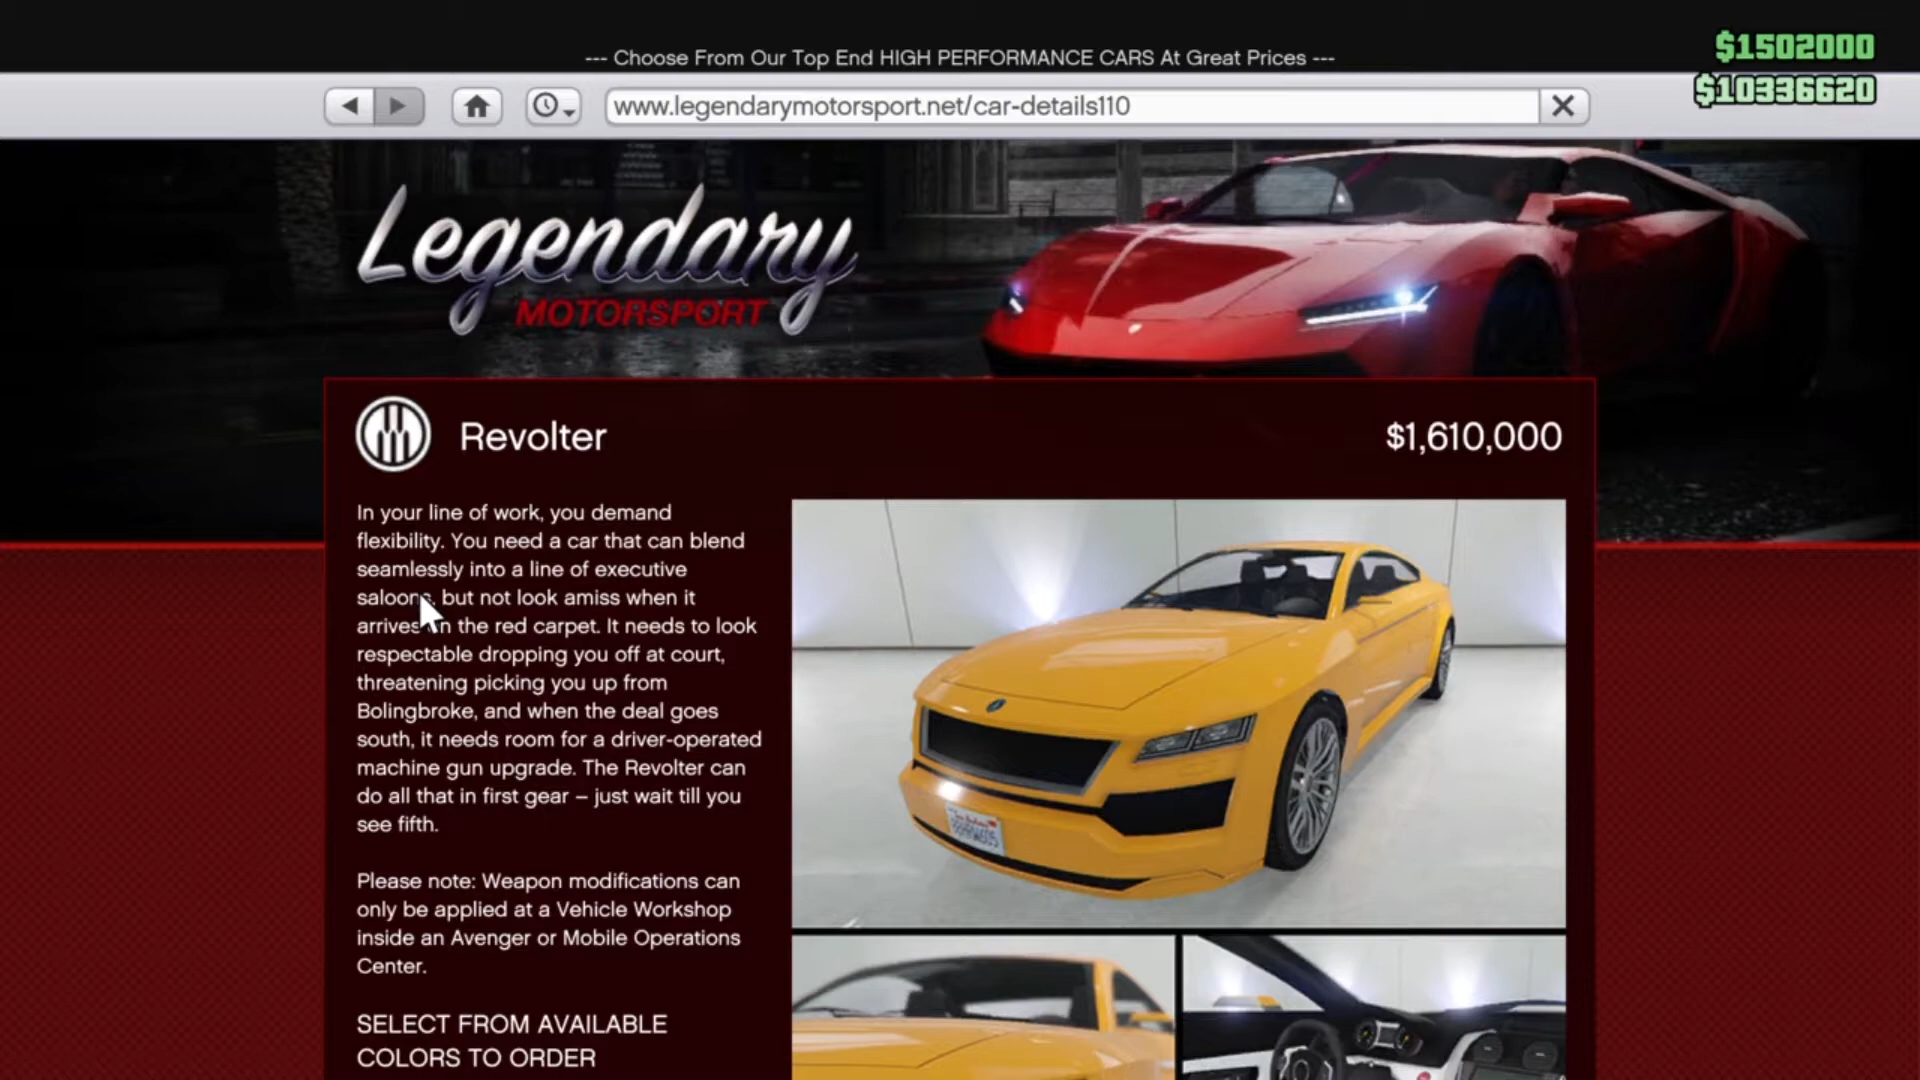 --- Choose From Our Top End HIGH PERFORMANCE CARS At Great Prices ---
$1502000
$10336620
www.legendarymotorsport.net/car-details110
Legendary
MOTORSPORT
Revolter
$1,610,000
In your line of work, you demand
flexibility. You need a car that can blend
seamlessly into a line of executive
saloons, but not look amiss when it
arrives on the red carpet. It needs to look
respectable dropping you off at court,
threatening picking you up from
Bolingbroke, and when the deal goes
south, it needs room for a driver-operated
machine gun upgrade. The Revolter can
do all that in first gear – just wait till you
see fifth.
Please note: Weapon modifications can
only be applied at a Vehicle Workshop
inside an Avenger or Mobile Operations
Center.
SELECT FROM AVAILABLE
COLORS TO ORDER